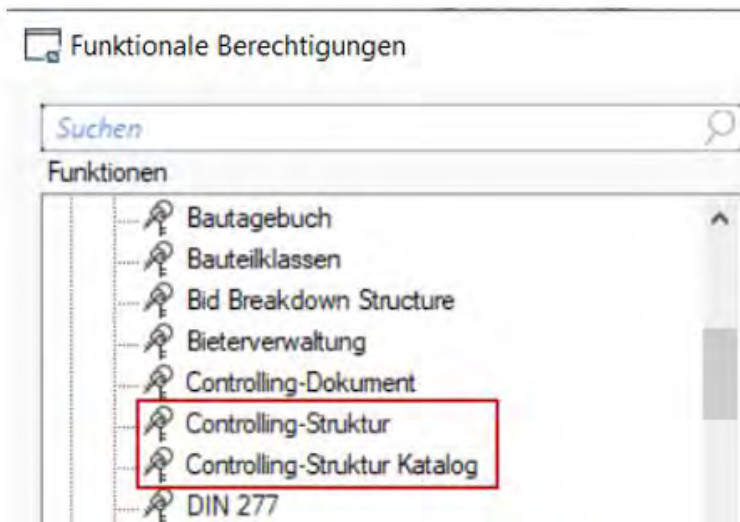 Funktionale Berechtigungen
Suchen
Funktionen
Bautagebuch
Bauteilklassen
Bid Breakdown Structure
Bieterverwaltung
Controlling-Dokument
Controlling-Struktur
Controlling-Struktur Katalog
DIN 277